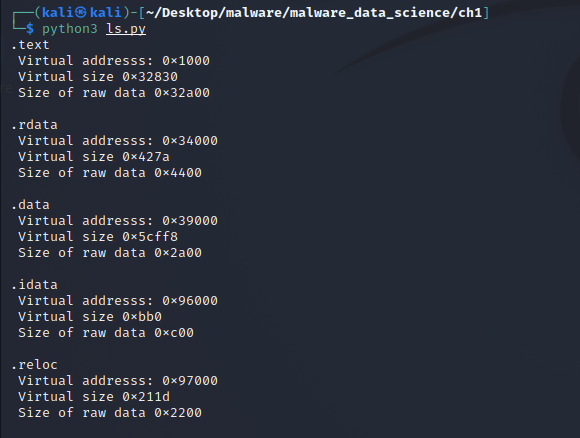 ┌──(kali㉿kali)-[~/Desktop/malware/malware_data_science/ch1]
└─$ python3 ls.py
.text
 Virtual addresss: 0×1000
 Virtual size 0×32830
 Size of raw data 0×32a00

.rdata
 Virtual addresss: 0×34000
 Virtual size 0×427a
 Size of raw data 0×4400

.data
 Virtual addresss: 0×39000
 Virtual size 0×5cff8
 Size of raw data 0×2a00

.idata
 Virtual addresss: 0×96000
 Virtual size 0×bb0
 Size of raw data 0×c00

.reloc
 Virtual addresss: 0×97000
 Virtual size 0×211d
 Size of raw data 0×2200